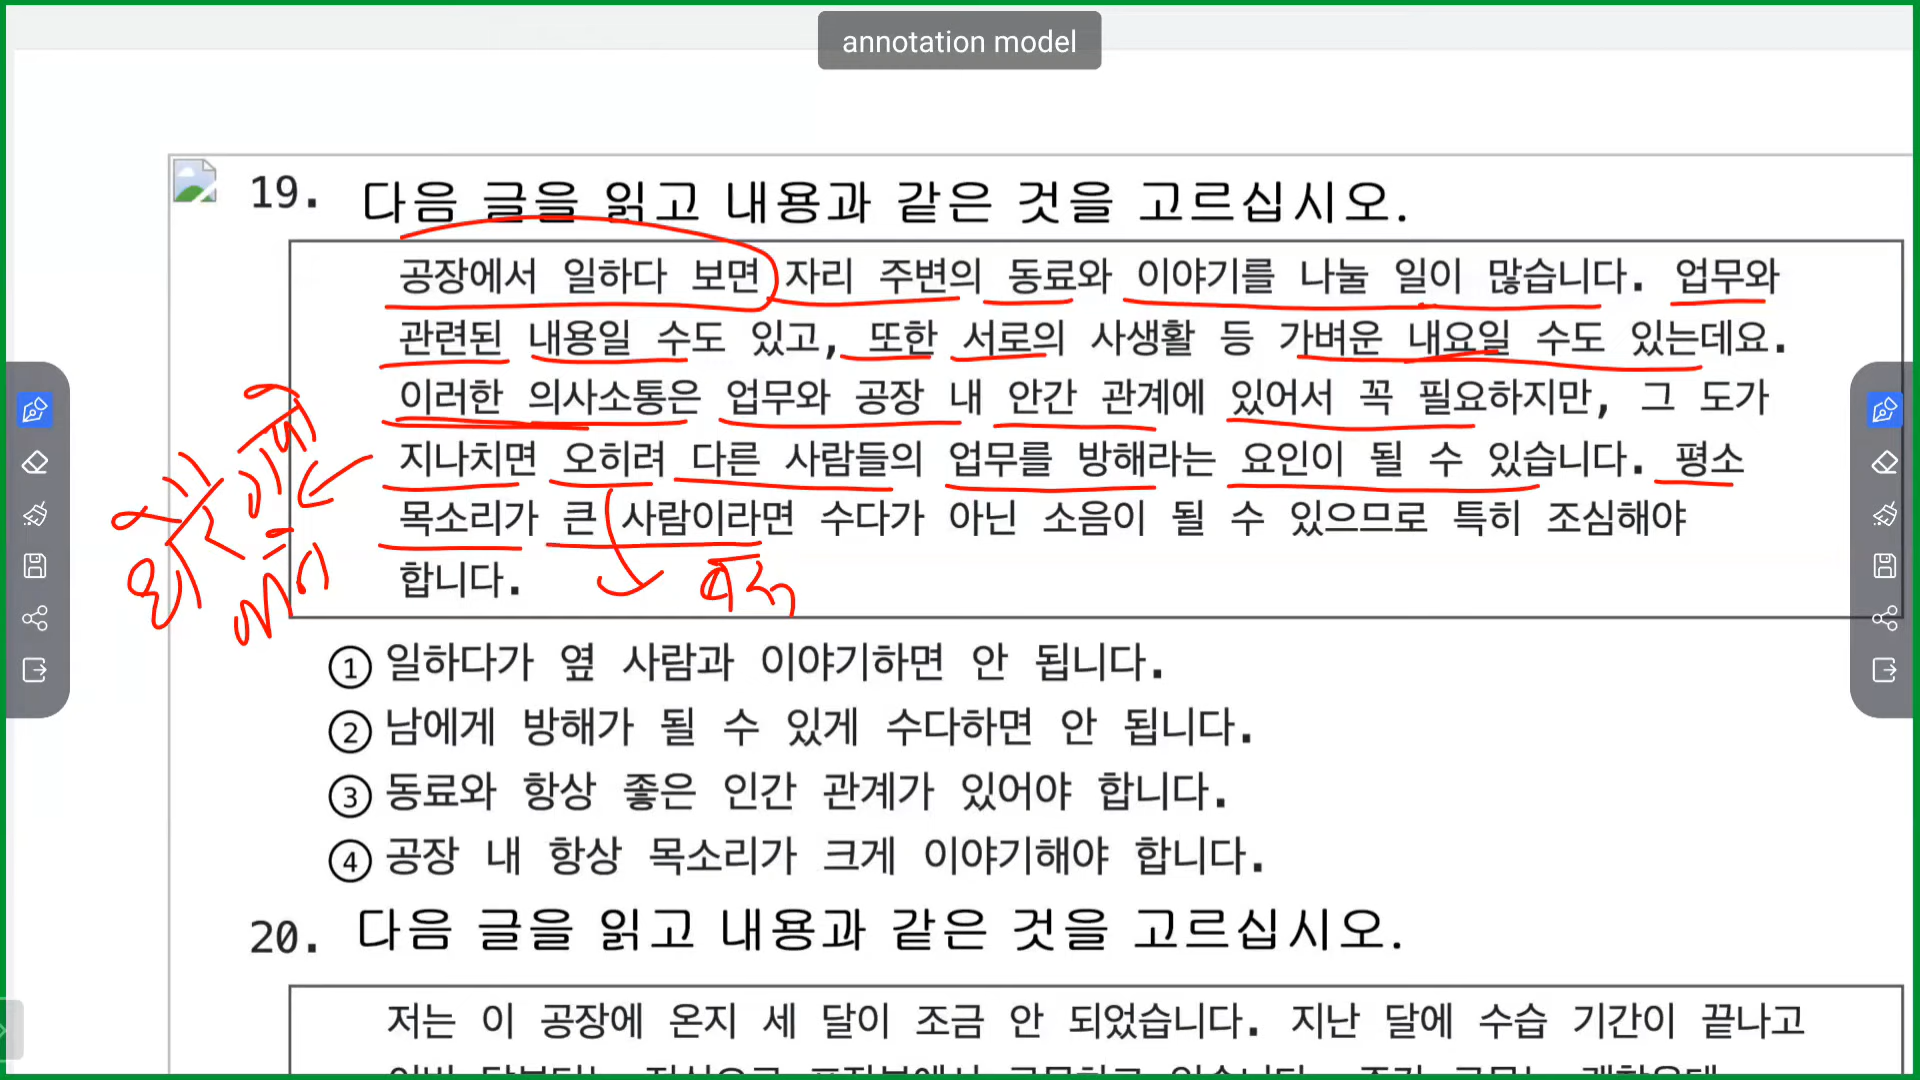 annotation model
19. 다음 글을 읽고 내용과 같은 것을 고르십시오.
공장에서 일하다 보면 자리 주변의 동료와 이야기를 나눌 일이 많습니다. 업무와
관련된 내용일 수도 있고, 또한 서로의 사생활 등 가벼운 내요일 수도 있는데요.
이러한 의사소통은 업무와 공장 내 안간 관계에 있어서 꼭 필요하지만, 그 도가
지나치면 오히려 다른 사람들의 업무를 방해라는 요인이 될 수 있습니다. 평소
목소리가 큰 사람이라면 수다가 아닌 소음이 될 수 있으므로 특히 조심해야
합니다.
① 일하다가 옆 사람과 이야기하면 안 됩니다.
② 남에게 방해가 될 수 있게 수다하면 안 됩니다.
③ 동료와 항상 좋은 인간 관계가 있어야 합니다.
④ 공장 내 항상 목소리가 크게 이야기해야 합니다.
20. 다음 글을 읽고 내용과 같은 것을 고르십시오.
저는 이 공장에 온지 세 달이 조금 안 되었습니다. 지난 달에 수습 기간이 끝나고